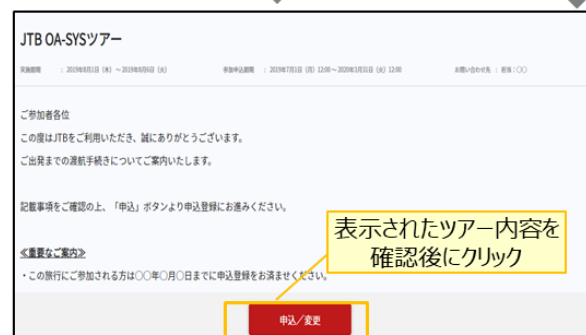 JTB OA-SYSツアー
実施期間 : 2019年8月1日 (木) ～2019年8月6日 (火) 参加申込期間 : 2019年7月1日 (月) 12:00～2020年3月31日 (火) 12:00 お問い合わせ先 : 担当:〇〇
ご参加者各位
この度はJTBをご利用いただき、誠にありがとうございます。
ご出発までの渡航手続きについてご案内いたします。
記載事項をご確認の上、「申込」ボタンより申込登録にお進みください。
表示されたツアー内容を
確認後にクリック
≪重要なご案内≫
・この旅行にご参加される方は〇〇年〇月〇日までに申込登録をお済ませください。
申込／変更